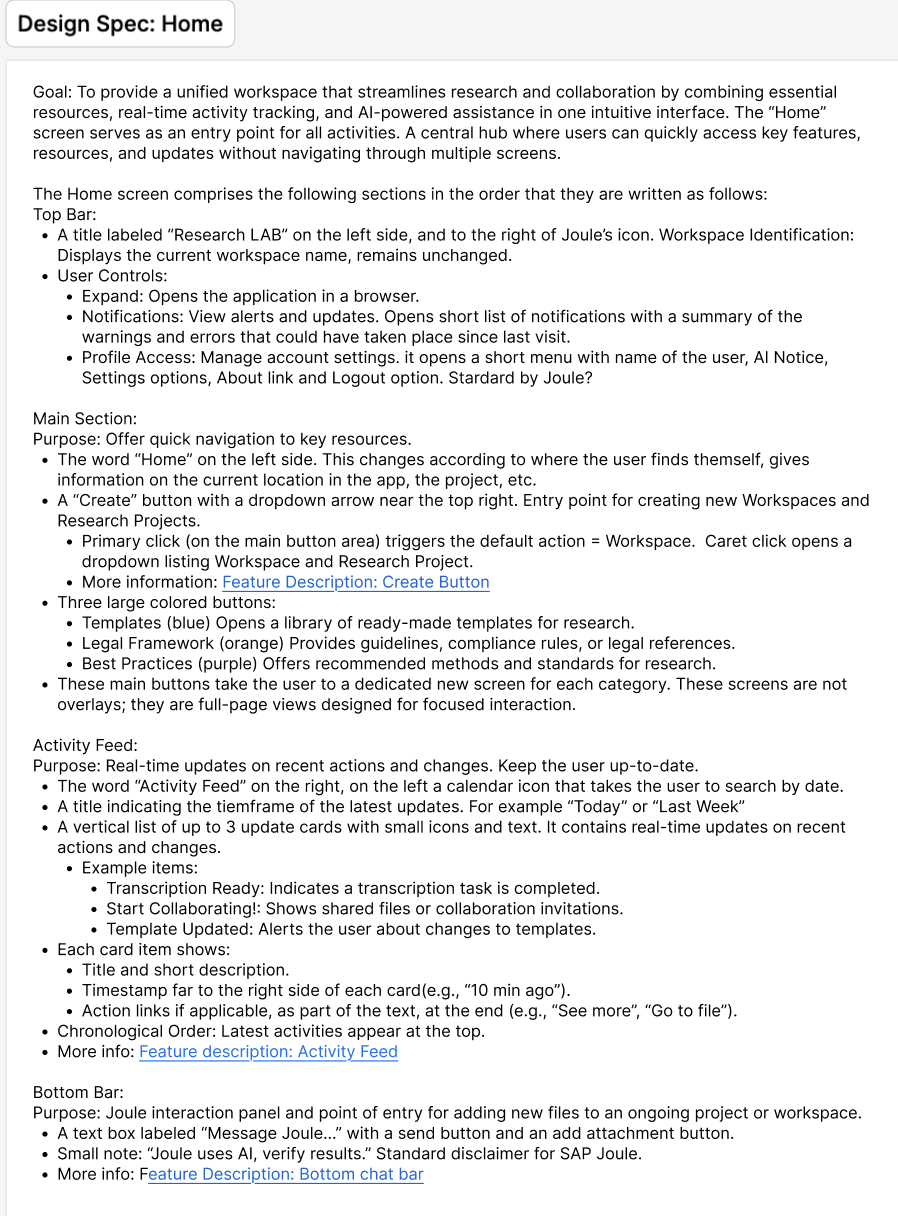 Design Spec: Home
Goal: To provide a unified workspace that streamlines research and collaboration by combining essential
resources, real-time activity tracking, and AI-powered assistance in one intuitive interface. The “Home”
screen serves as an entry point for all activities. A central hub where users can quickly access key features,
resources, and updates without navigating through multiple screens.
The Home screen comprises the following sections in the order that they are written as follows:
Top Bar:
• A title labeled “Research LAB” on the left side, and to the right of Joule’s icon. Workspace Identification:
Displays the current workspace name, remains unchanged.
• User Controls:
• Expand: Opens the application in a browser.
• Notifications: View alerts and updates. Opens short list of notifications with a summary of the
warnings and errors that could have taken place since last visit.
• Profile Access: Manage account settings. it opens a short menu with name of the user, AI Notice,
Settings options, About link and Logout option. Stardard by Joule?
Main Section:
Purpose: Offer quick navigation to key resources.
• The word “Home” on the left side. This changes according to where the user finds themself, gives
information on the current location in the app, the project, etc.
• A “Create” button with a dropdown arrow near the top right. Entry point for creating new Workspaces and
Research Projects.
• Primary click (on the main button area) triggers the default action = Workspace.  Caret click opens a
dropdown listing Workspace and Research Project.
• More information: Feature Description: Create Button
• Three large colored buttons:
• Templates (blue) Opens a library of ready-made templates for research.
• Legal Framework (orange) Provides guidelines, compliance rules, or legal references.
• Best Practices (purple) Offers recommended methods and standards for research.
• These main buttons take the user to a dedicated new screen for each category. These screens are not
overlays; they are full-page views designed for focused interaction.
Activity Feed:
Purpose: Real-time updates on recent actions and changes. Keep the user up-to-date.
• The word “Activity Feed” on the right, on the left a calendar icon that takes the user to search by date.
• A title indicating the tiemframe of the latest updates. For example “Today” or “Last Week”
• A vertical list of up to 3 update cards with small icons and text. It contains real-time updates on recent
actions and changes.
• Example items:
• Transcription Ready: Indicates a transcription task is completed.
• Start Collaborating!: Shows shared files or collaboration invitations.
• Template Updated: Alerts the user about changes to templates.
• Each card item shows:
• Title and short description.
• Timestamp far to the right side of each card(e.g., “10 min ago”).
• Action links if applicable, as part of the text, at the end (e.g., “See more”, “Go to file”).
• Chronological Order: Latest activities appear at the top.
• More info: Feature description: Activity Feed
Bottom Bar:
Purpose: Joule interaction panel and point of entry for adding new files to an ongoing project or workspace.
• A text box labeled “Message Joule…” with a send button and an add attachment button.
• Small note: “Joule uses AI, verify results.” Standard disclaimer for SAP Joule.
• More info: Feature Description: Bottom chat bar